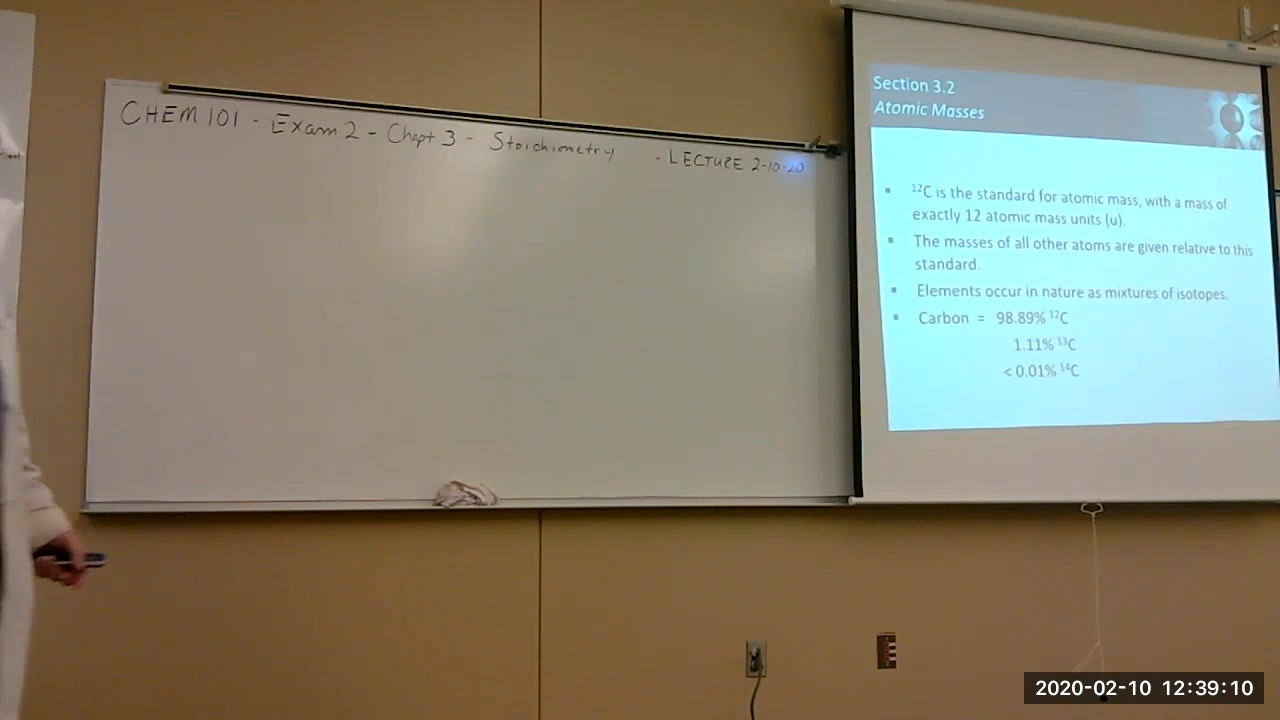 CHEM 101 - Exam 2 - Chapt 3 - Stoichiometry . LECTURE 2-10-20
Section 3.2
Atomic Masses
▪ ¹²C is the standard for atomic mass, with a mass of
exactly 12 atomic mass units (u).
▪ The masses of all other atoms are given relative to this
standard.
▪ Elements occur in nature as mixtures of isotopes.
▪ Carbon = 98.89% ¹²C
1.11% ¹³C
< 0.01% ¹⁴C
2020-02-10 12:39:10